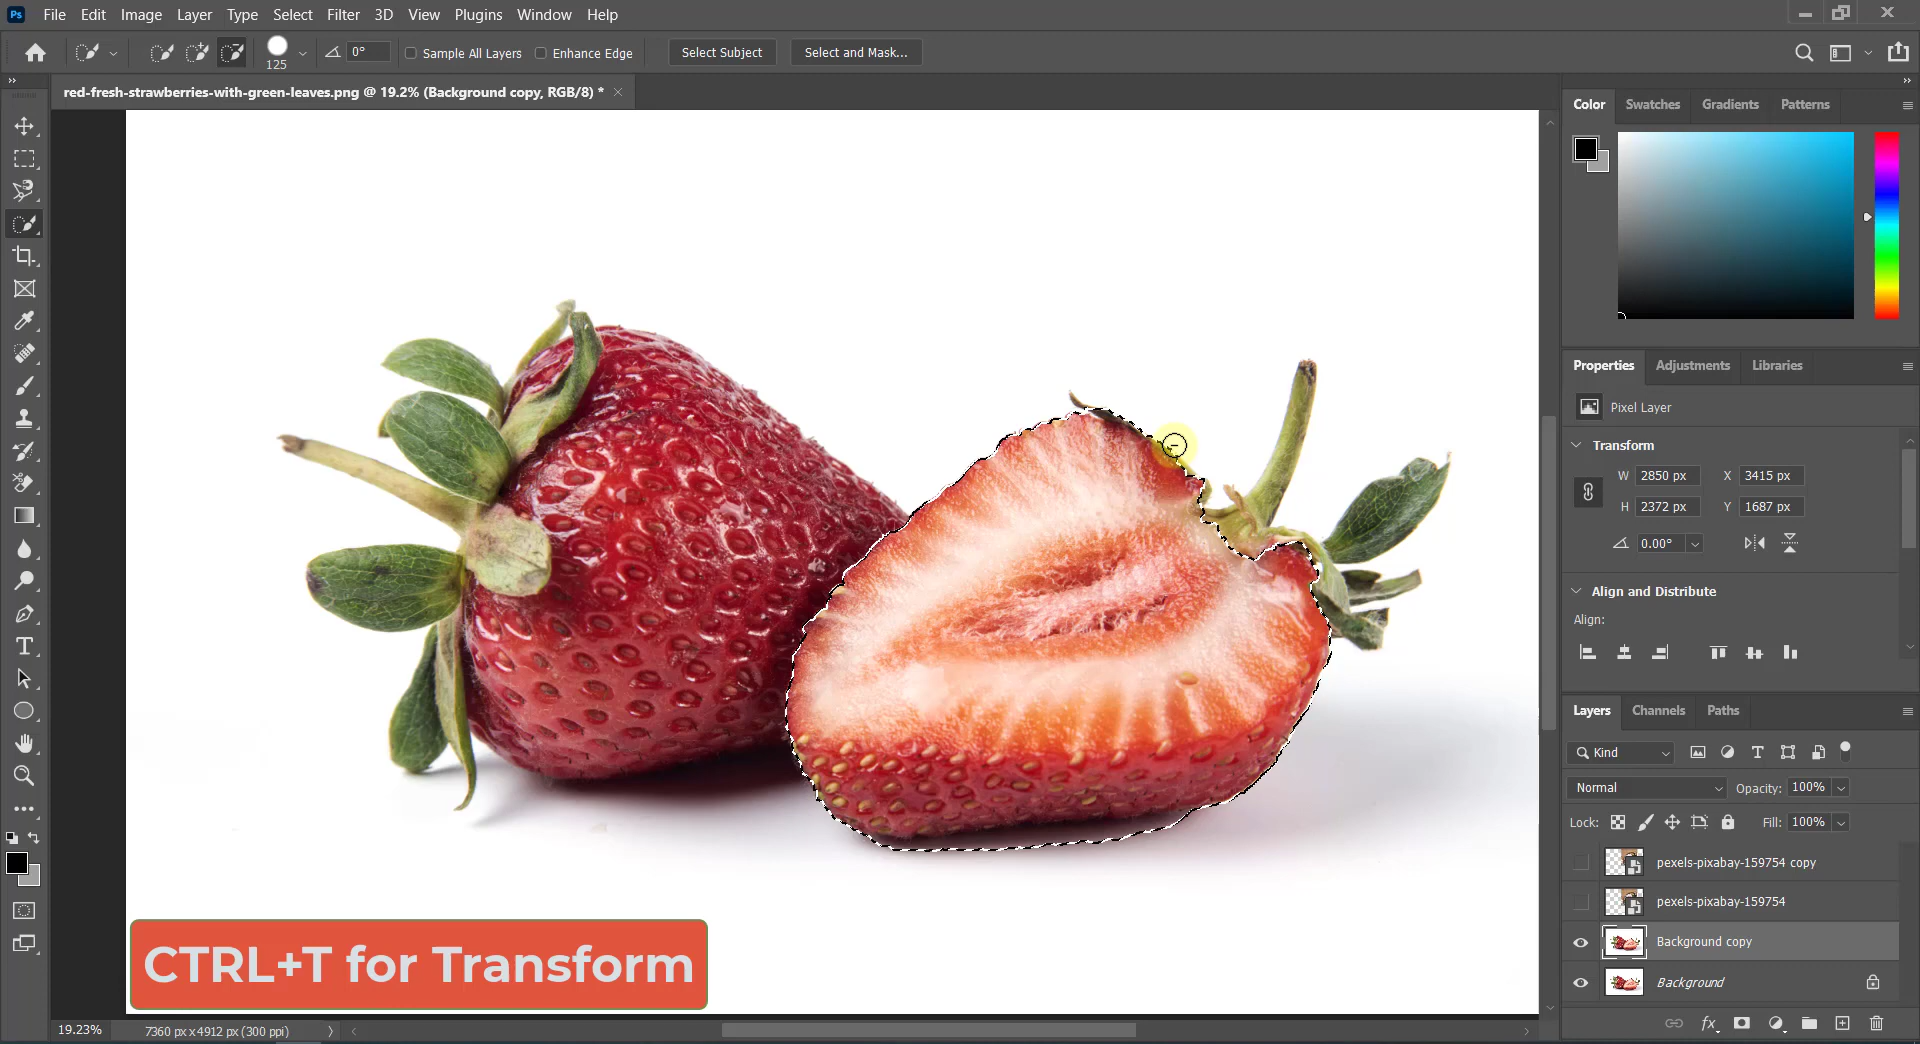 Ps File Edit Image Layer Type Select Filter 3D View Plugins Window Help
125 0° Sample All Layers Enhance Edge Select Subject Select and Mask...
red-fresh-strawberries-with-green-leaves.png @ 19.2% (Background copy, RGB/8) *
Color Swatches Gradients Patterns
Properties Adjustments Libraries
Pixel Layer
Transform
W 2850 px X 3415 px
H 2372 px Y 1687 px
0.00°
Align and Distribute
Align:
Layers Channels Paths
Kind
Normal Opacity: 100%
Lock: Fill: 100%
pexels-pixabay-159754 copy
pexels-pixabay-159754
Background copy
Background
fx
CTRL+T for Transform
19.23% 7360 px x 4912 px (300 ppi)